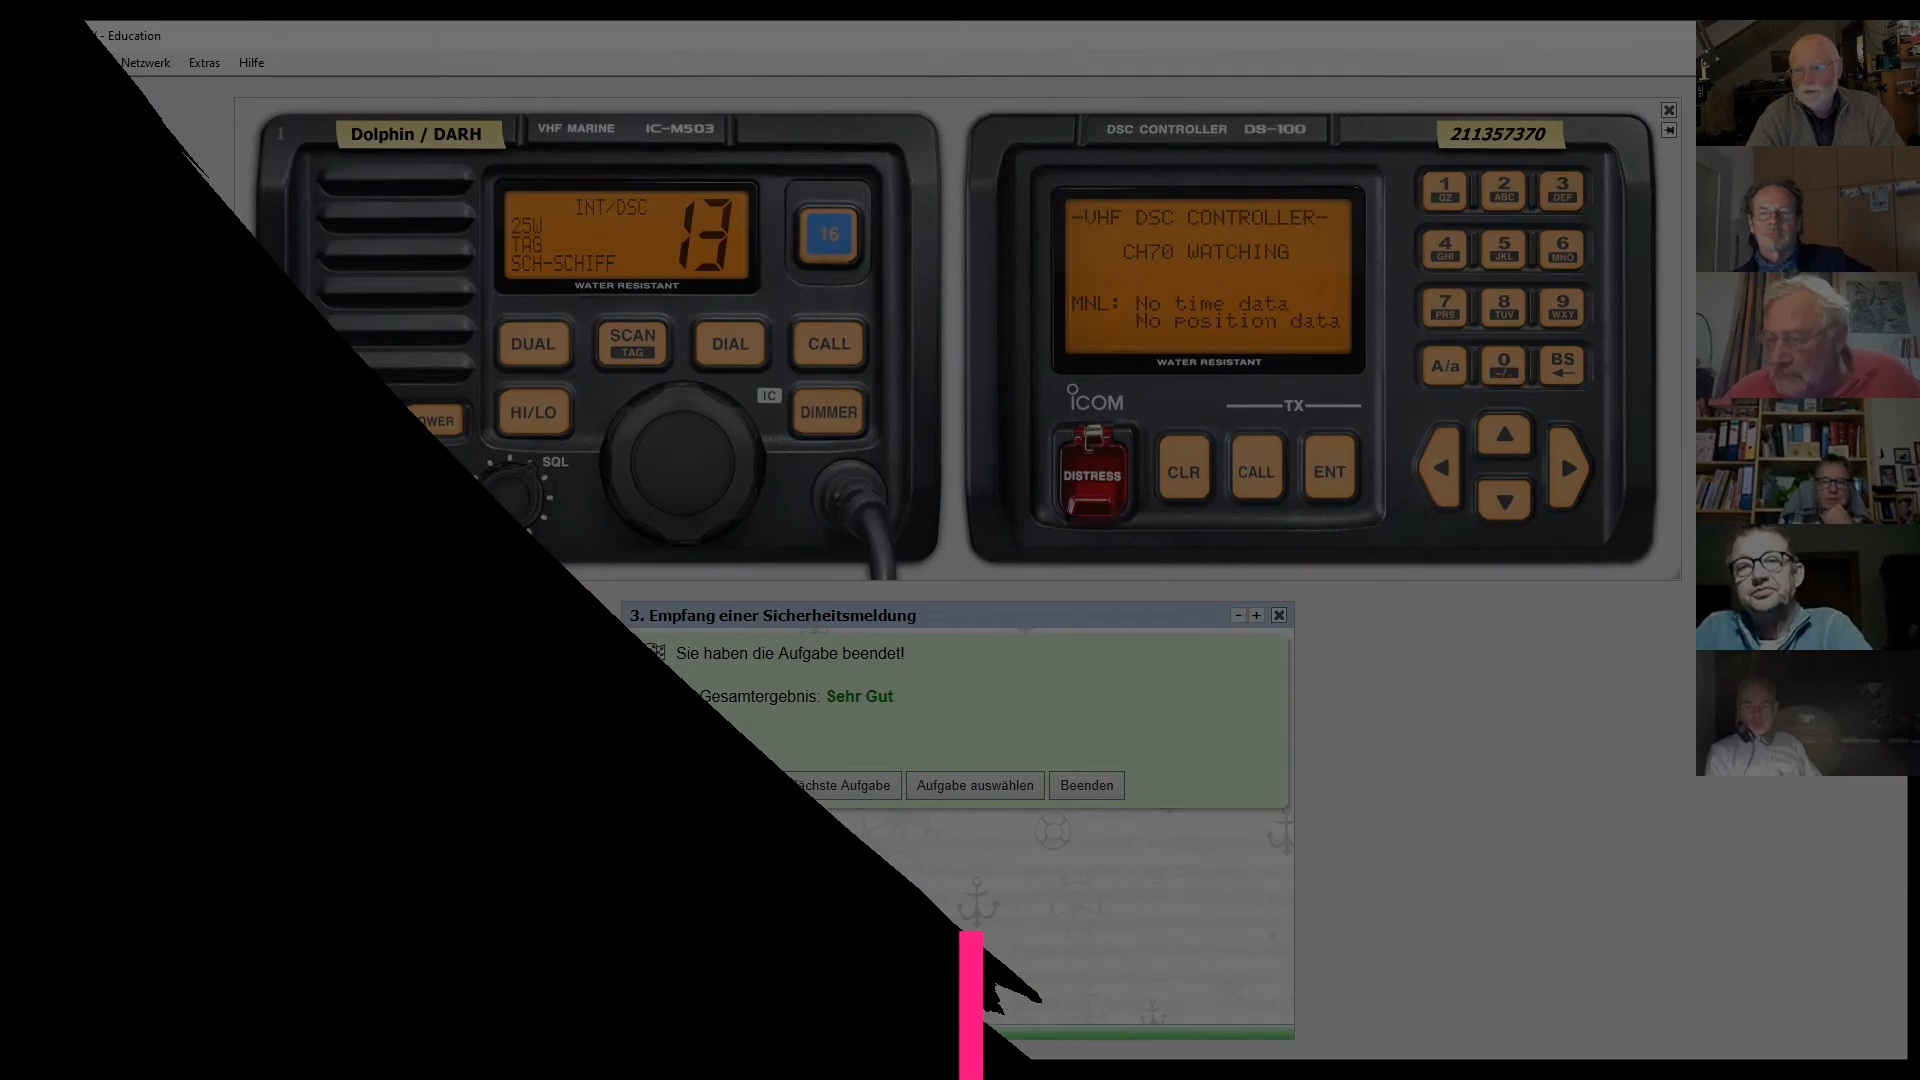 - Education
Netzwerk Extras Hilfe
Dolphin / DARH
VHF MARINE IC-M503
INT/DSC
25W
TAG
SCH-SCHIFF
13
WATER RESISTANT
16
DUAL
SCAN
TAG
DIAL
CALL
HI/LO
IC
DIMMER
OWER
SQL
DSC CONTROLLER DS-100
211357370
-VHF DSC CONTROLLER-
CH70 WATCHING
MNL: No time data
No position data
WATER RESISTANT
ICOM
TX
DISTRESS
CLR
CALL
ENT
1 QZ
2 ABC
3 DEF
4 GHI
5 JKL
6 MNO
7 PRS
8 TUV
9 WXY
A/a
0 -/.
BS
3. Empfang einer Sicherheitsmeldung
Sie haben die Aufgabe beendet!
Gesamtergebnis: Sehr Gut
ächste Aufgabe
Aufgabe auswählen
Beenden